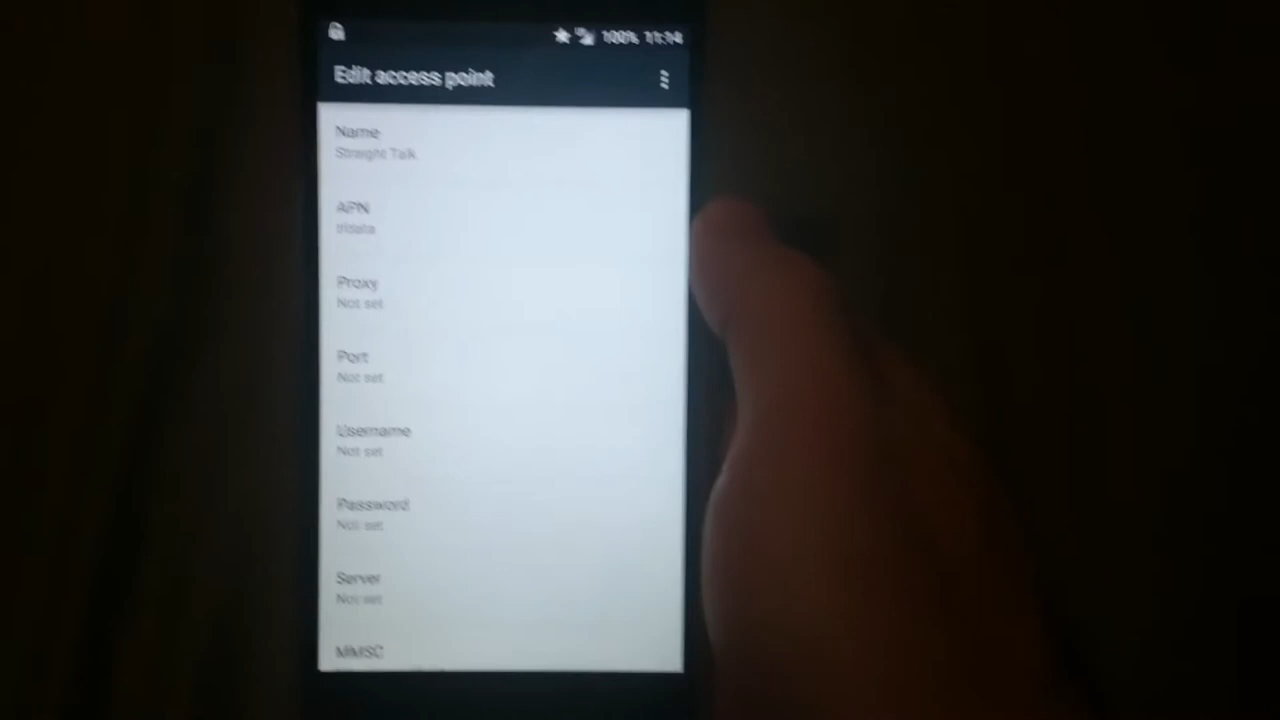 100% 11:14
Edit access point
Name
Straight Talk
APN
tfdata
Proxy
Not set
Port
Not set
Username
Not set
Password
Not set
Server
Not set
MMSC